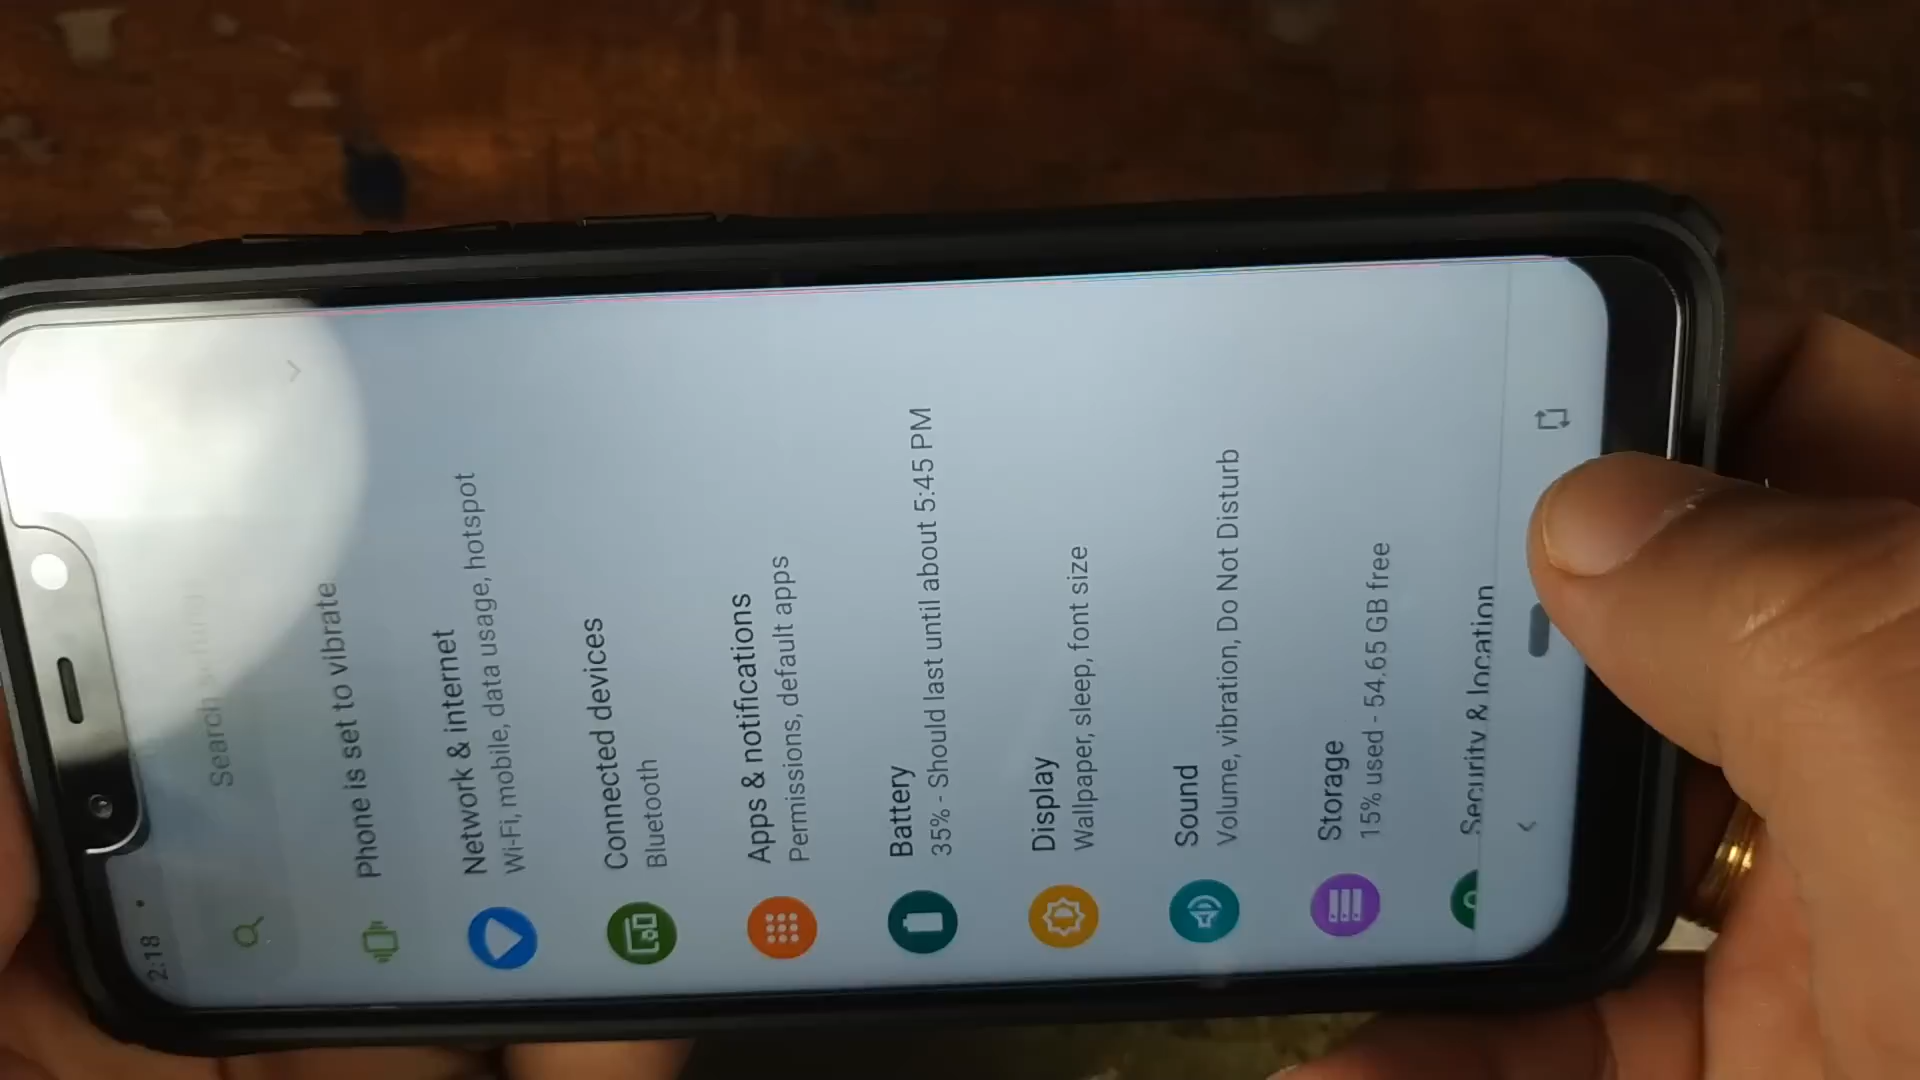 2:18
Search settings
Phone is set to vibrate
Network & internet
Wi-Fi, mobile, data usage, hotspot
Connected devices
Bluetooth
Apps & notifications
Permissions, default apps
Battery
35% - Should last until about 5:45 PM
Display
Wallpaper, sleep, font size
Sound
Volume, vibration, Do Not Disturb
Storage
15% used - 54.65 GB free
Security & location